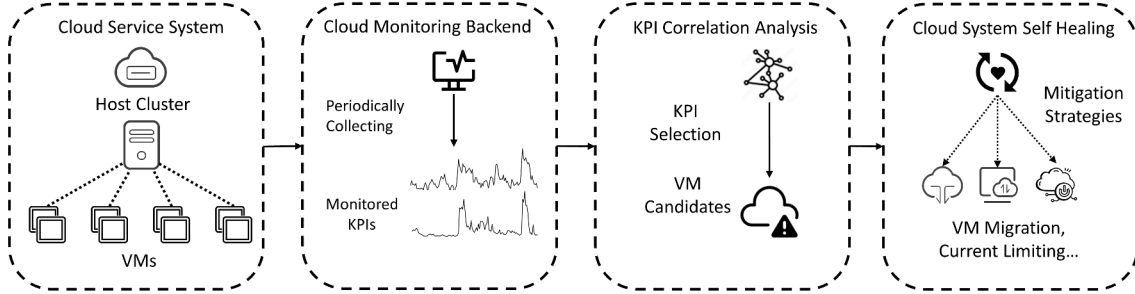 Cloud Service System
Host Cluster
VMs
Cloud Monitoring Backend
Periodically
Collecting
Monitored
KPIs
KPI Correlation Analysis
KPI
Selection
VM
Candidates
Cloud System Self Healing
Mitigation
Strategies
VM Migration,
Current Limiting...